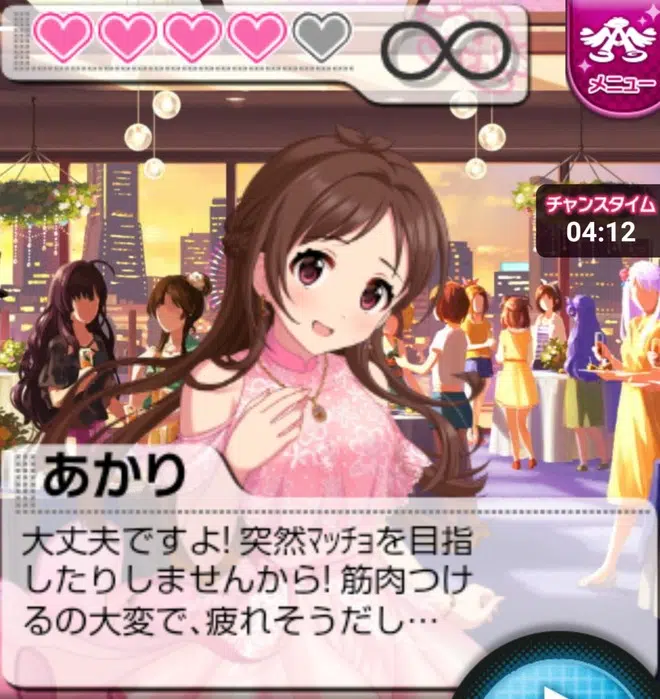 メニュー
チャンスタイム
04:12
あかり
大丈夫ですよ! 突然ﾏｯﾁｮを目指
したりしませんから! 筋肉つけ
るの大変で、疲れそうだし…